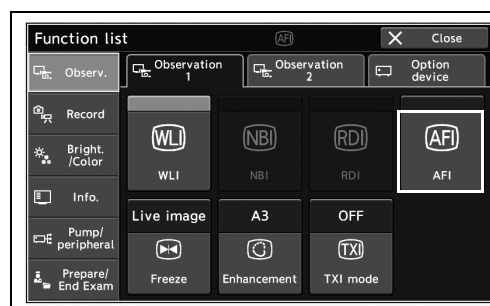 Function list AFI Close
Observ. Observation 1 Observation 2 Option device
Record
Bright. /Color
Info.
Pump/ peripheral
Prepare/ End Exam
WLI NBI RDI AFI
WLI NBI RDI AFI
Live image A3 OFF
TXI
Freeze Enhancement TXI mode